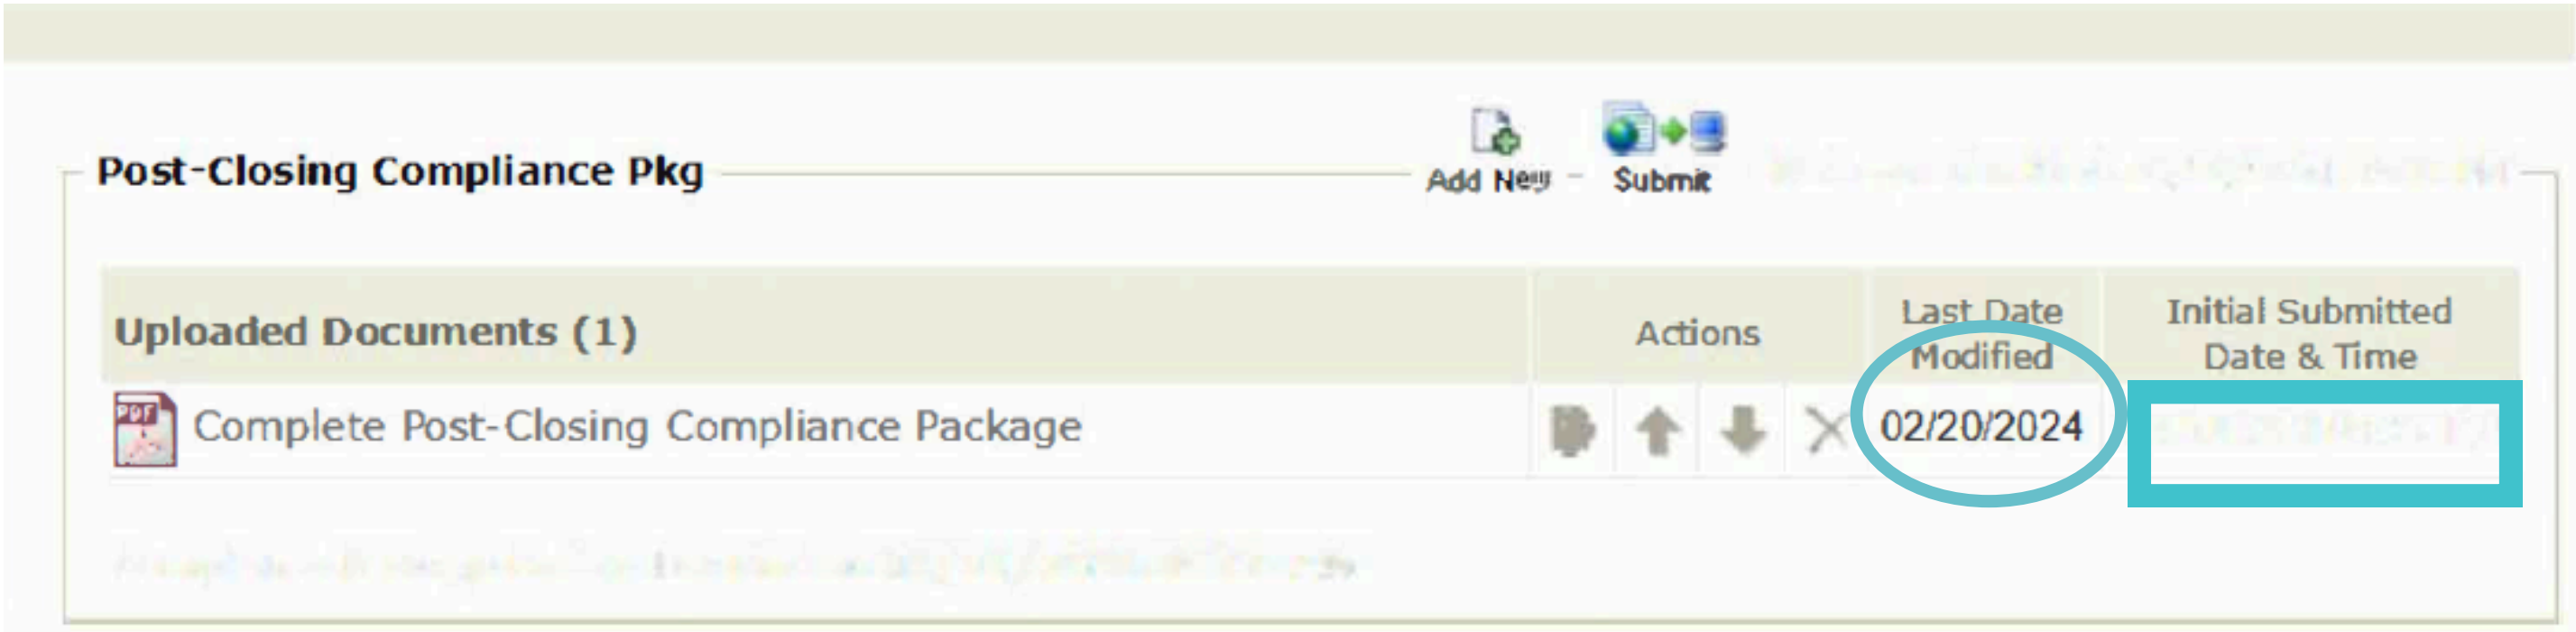 Post-Closing Compliance Pkg
Add New
Submit
Uploaded Documents (1)
Actions
Last Date
Modified
Initial Submitted
Date & Time
PDF
Complete Post-Closing Compliance Package
02/20/2024